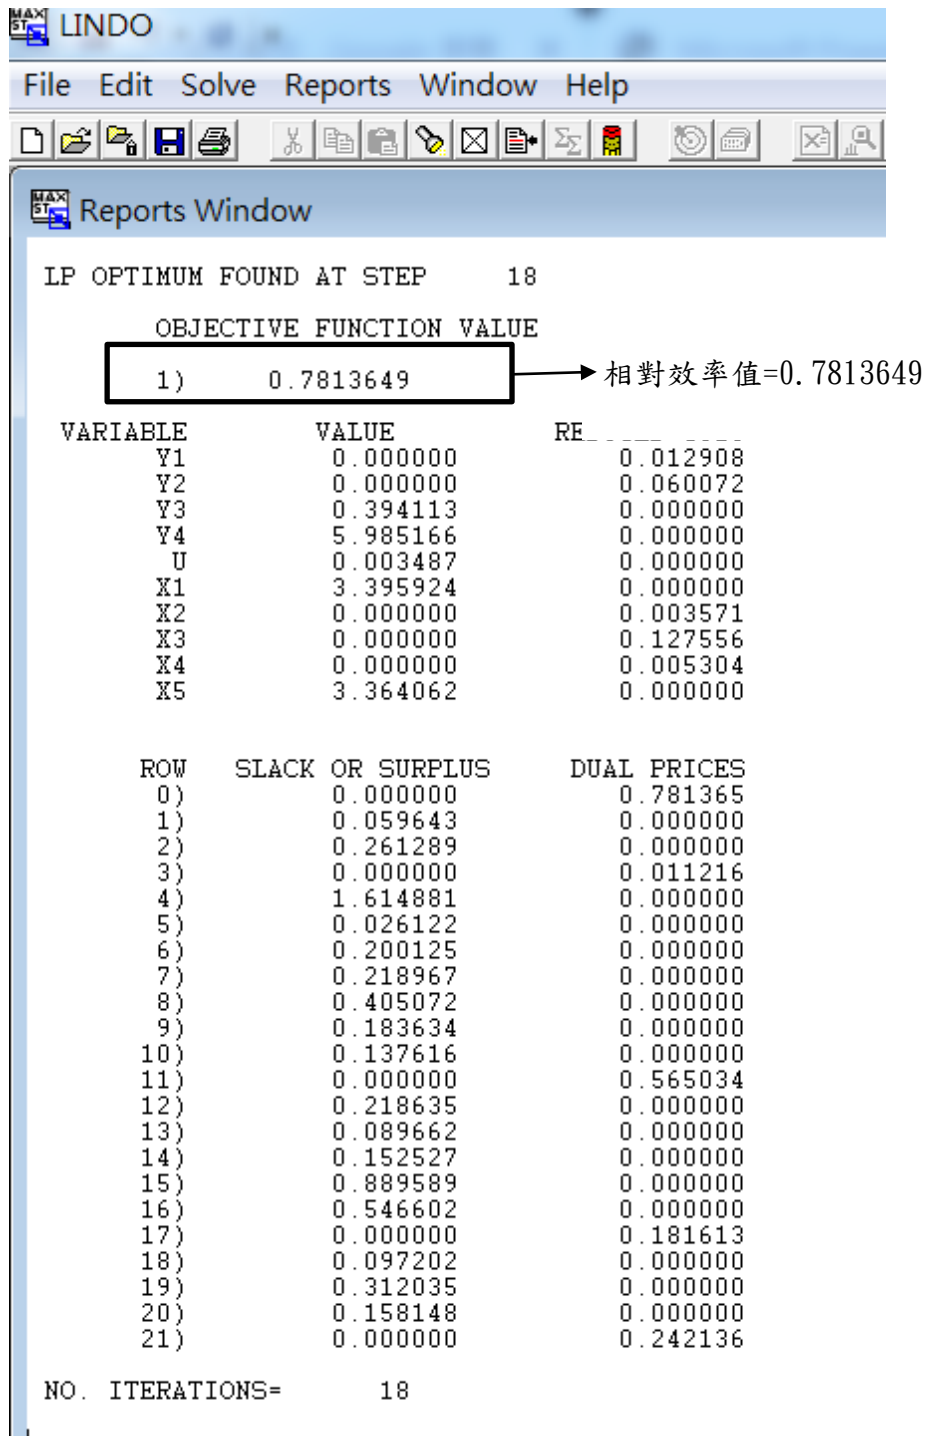 LINDO
File Edit Solve Reports Window Help
Reports Window
LP OPTIMUM FOUND AT STEP 18
OBJECTIVE FUNCTION VALUE
1) 0.7813649
相對效率值=0.7813649
VARIABLE VALUE
Y1 0.000000 0.012908
Y2 0.000000 0.060072
Y3 0.394113 0.000000
Y4 5.985166 0.000000
U 0.003487 0.000000
X1 3.395924 0.000000
X2 0.000000 0.003571
X3 0.000000 0.127556
X4 0.000000 0.005304
X5 3.364062 0.000000
ROW SLACK OR SURPLUS DUAL PRICES
0) 0.000000 0.781365
1) 0.059643 0.000000
2) 0.261289 0.000000
3) 0.000000 0.011216
4) 1.614881 0.000000
5) 0.026122 0.000000
6) 0.200125 0.000000
7) 0.218967 0.000000
8) 0.405072 0.000000
9) 0.183634 0.000000
10) 0.137616 0.000000
11) 0.000000 0.565034
12) 0.218635 0.000000
13) 0.089662 0.000000
14) 0.152527 0.000000
15) 0.889589 0.000000
16) 0.546602 0.000000
17) 0.000000 0.181613
18) 0.097202 0.000000
19) 0.312035 0.000000
20) 0.158148 0.000000
21) 0.000000 0.242136
NO. ITERATIONS= 18